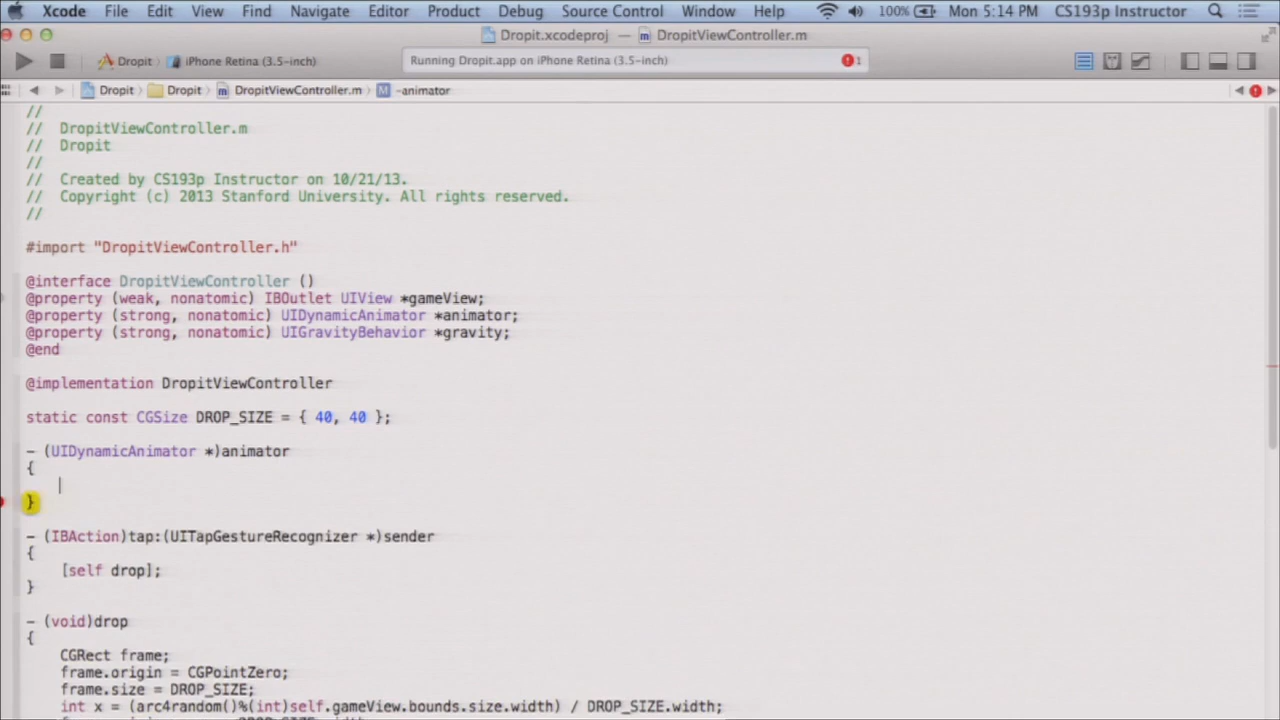 Xcode File Edit View Find Navigate Editor Product Debug Source Control Window Help 100% Mon 5:14 PM CS193p Instructor
Dropit.xcodeproj — DropitViewController.m
Dropit › iPhone Retina (3.5-inch) Running Dropit.app on iPhone Retina (3.5-inch) 1
Dropit › Dropit › DropitViewController.m › M -animator
//
// DropitViewController.m
// Dropit
//
// Created by CS193p Instructor on 10/21/13.
// Copyright (c) 2013 Stanford University. All rights reserved.
//
#import "DropitViewController.h"
@interface DropitViewController ()
@property (weak, nonatomic) IBOutlet UIView *gameView;
@property (strong, nonatomic) UIDynamicAnimator *animator;
@property (strong, nonatomic) UIGravityBehavior *gravity;
@end
@implementation DropitViewController
static const CGSize DROP_SIZE = { 40, 40 };
- (UIDynamicAnimator *)animator
{
}
- (IBAction)tap:(UITapGestureRecognizer *)sender
{
[self drop];
}
- (void)drop
{
CGRect frame;
frame.origin = CGPointZero;
frame.size = DROP_SIZE;
int x = (arc4random()%(int)self.gameView.bounds.size.width) / DROP_SIZE.width;